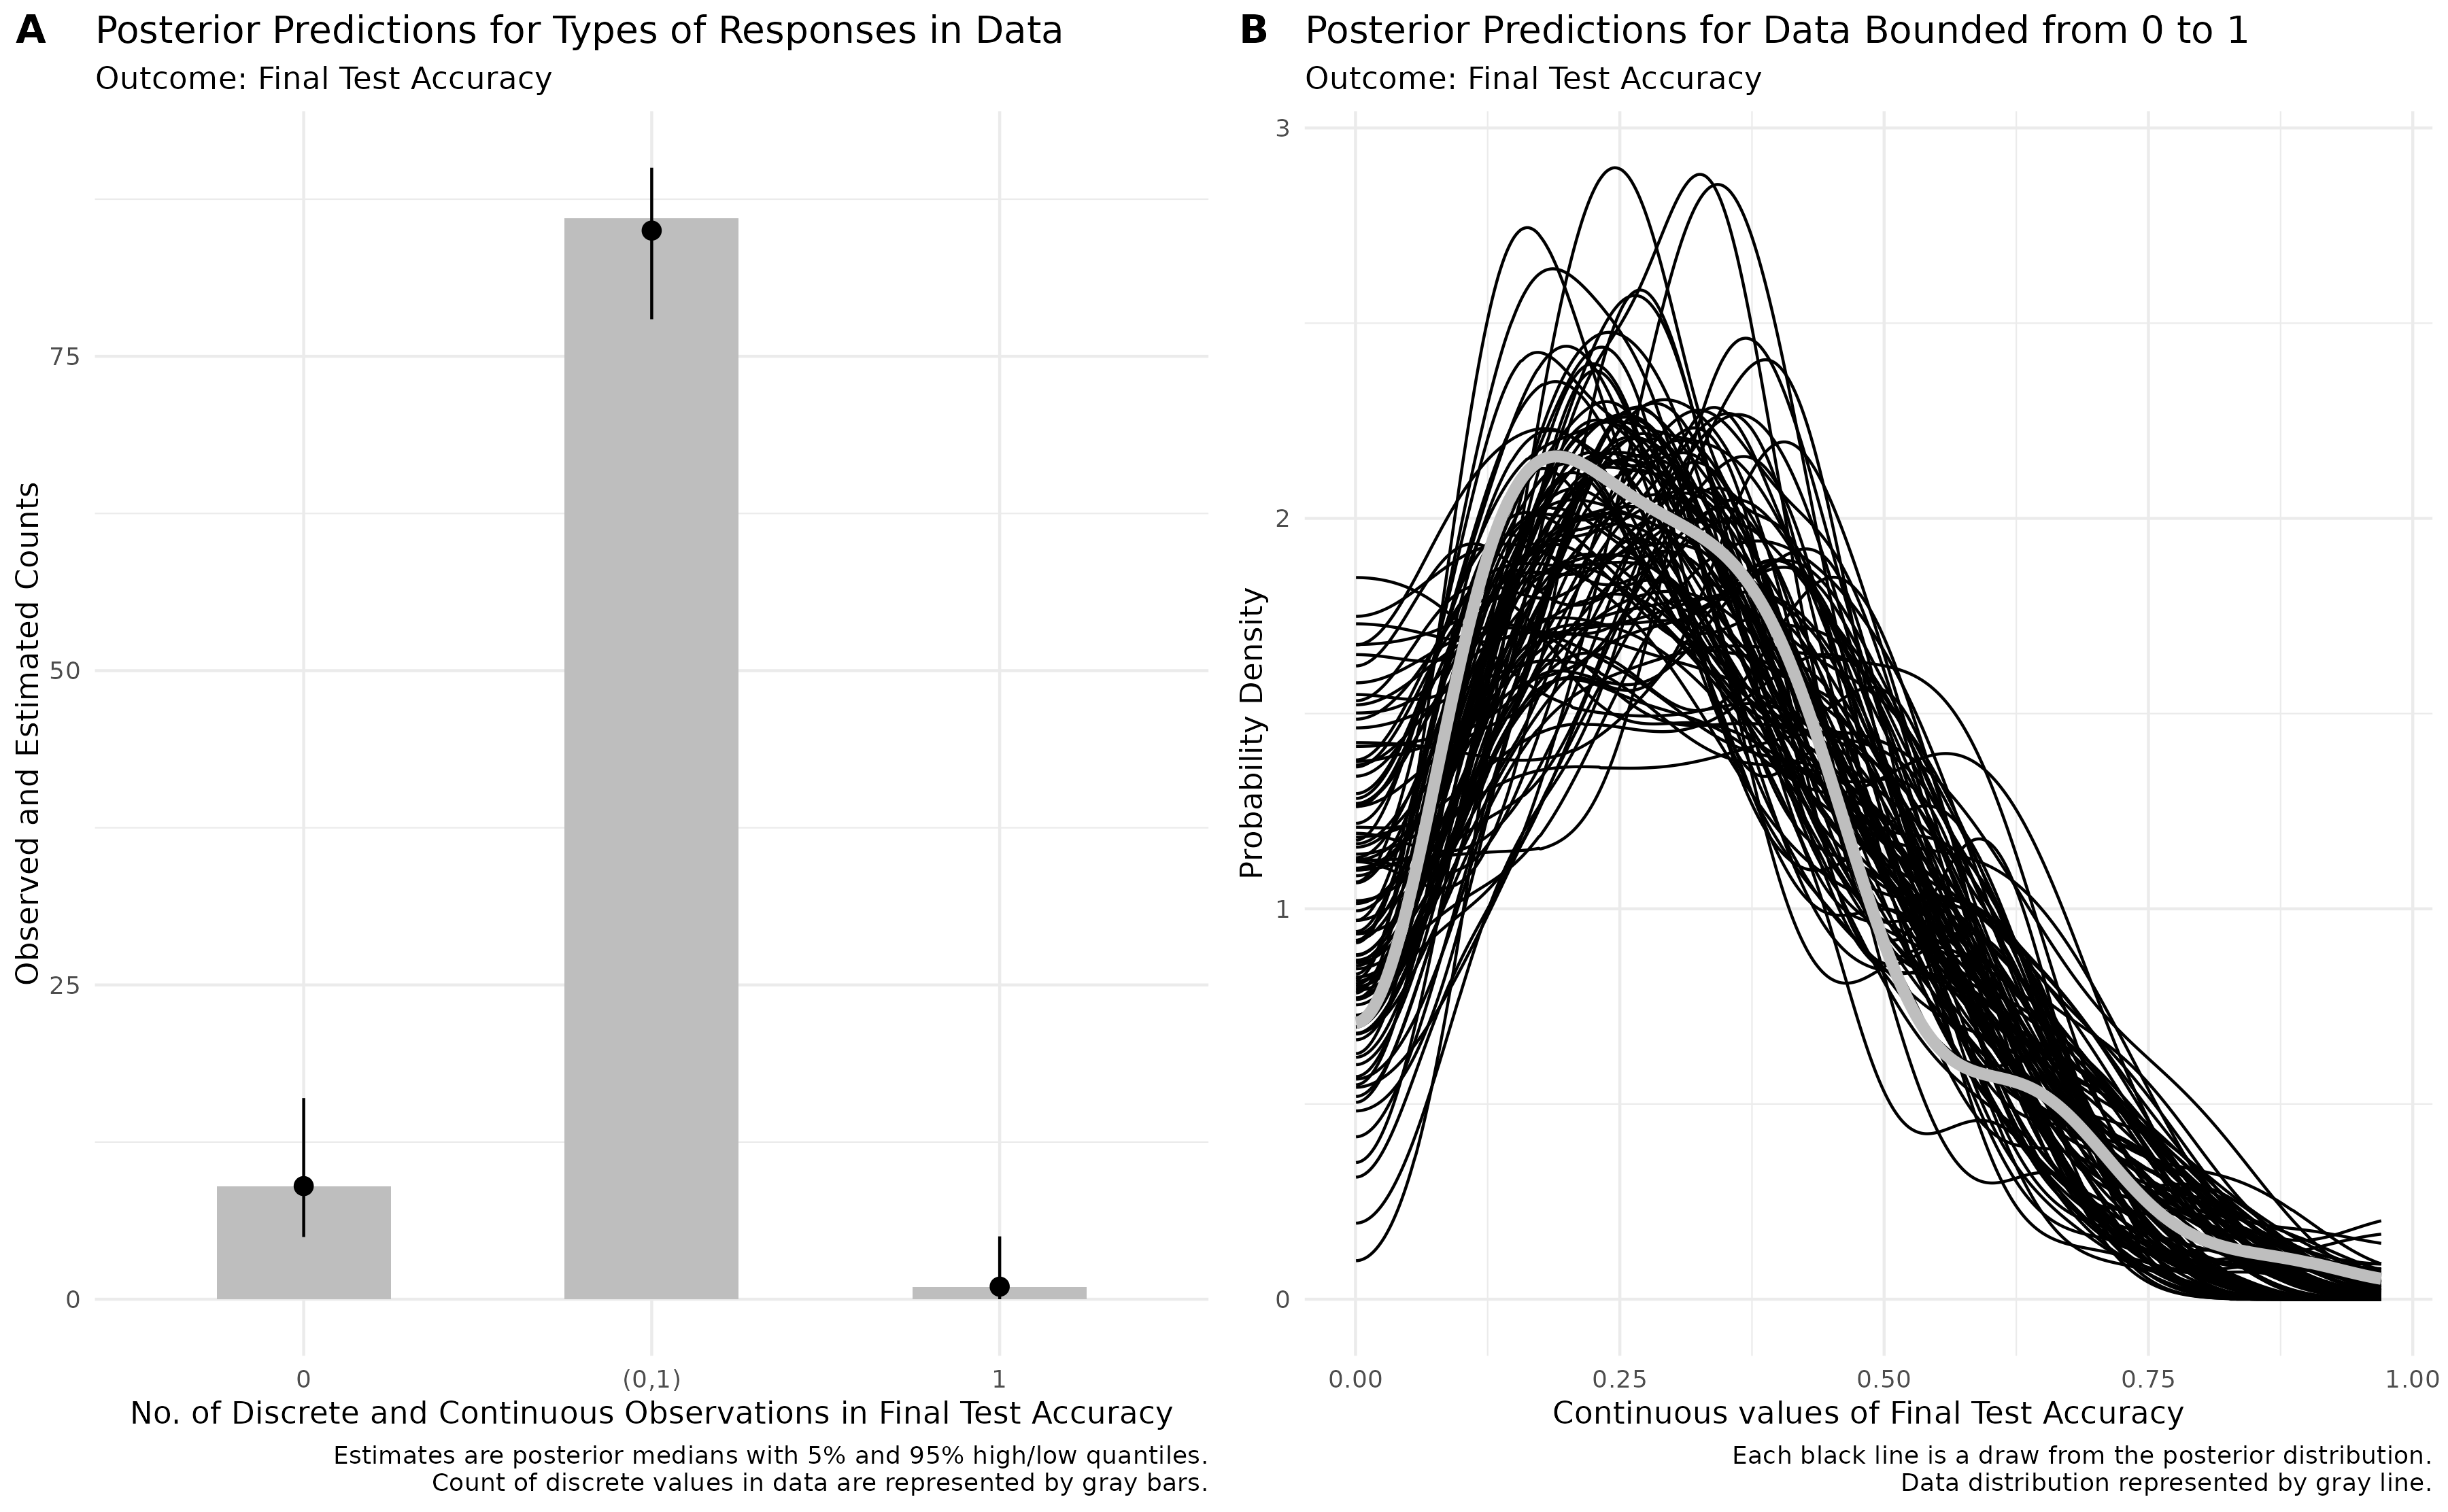 A
Posterior Predictions for Types of Responses in Data
Outcome: Final Test Accuracy
Observed and Estimated Counts
75
50
25
0
0
(0,1)
1
No. of Discrete and Continuous Observations in Final Test Accuracy
Estimates are posterior medians with 5% and 95% high/low quantiles.
Count of discrete values in data are represented by gray bars.
B
Posterior Predictions for Data Bounded from 0 to 1
Outcome: Final Test Accuracy
Probability Density
3
2
1
0
0.00
0.25
0.50
0.75
1.00
Continuous values of Final Test Accuracy
Each black line is a draw from the posterior distribution.
Data distribution represented by gray line.